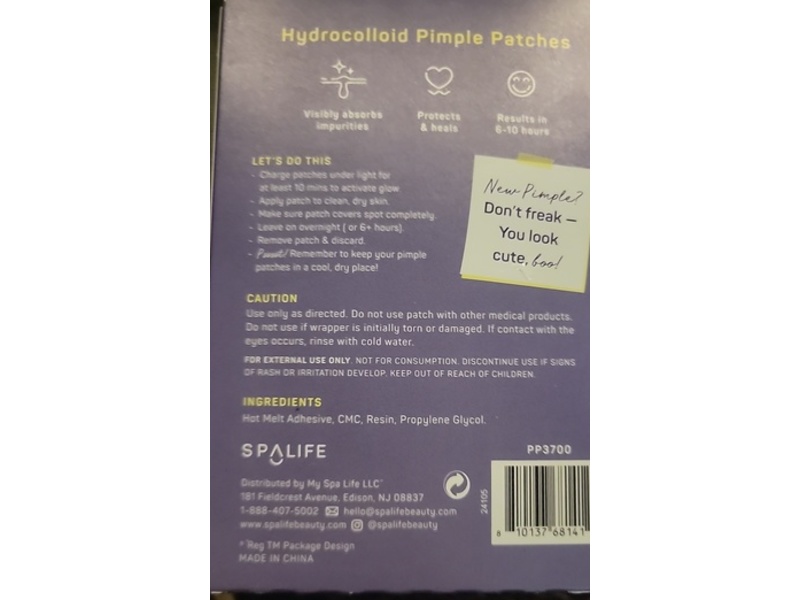 Hydrocolloid Pimple Patches
Visibly absorbs
impurities
Protects
& heals
Results in
6-10 hours
LET'S DO THIS
- Charge patches under light for
at least 10 mins to activate glow
- Apply patch to clean, dry skin.
- Make sure patch covers spot completely.
- Leave on overnight ( or 6+ hours).
- Remove patch & discard.
- Pssst! Remember to keep your pimple
patches in a cool, dry place!
New Pimple?
Don't freak –
You look
cute, boo!
CAUTION
Use only as directed. Do not use patch with other medical products.
Do not use if wrapper is initially torn or damaged. If contact with the
eyes occurs, rinse with cold water.
FOR EXTERNAL USE ONLY. NOT FOR CONSUMPTION. DISCONTINUE USE IF SIGNS
OF RASH OR IRRITATION DEVELOP. KEEP OUT OF REACH OF CHILDREN.
INGREDIENTS
Hot Melt Adhesive, CMC, Resin, Propylene Glycol.
SPALIFE
PP3700
Distributed by My Spa Life LLC™
181 Fieldcrest Avenue, Edison, NJ 08837
1-888-407-5002 hello@spalifebeauty.com
www.spalifebeauty.com @spalifebeauty
24105
8 10137 68141
® Reg TM Package Design
MADE IN CHINA